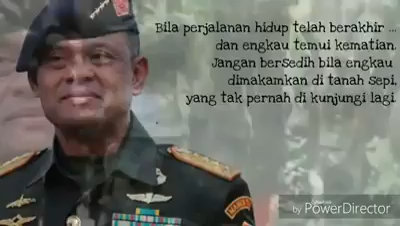 Bila perjalanan hidup telah berakhir ...
dan engkau temui kematian.
Jangan bersedih bila engkau
dimakamkan di tanah sepi,
yang tak pernah di kunjungi lagi.
by PowerDirector